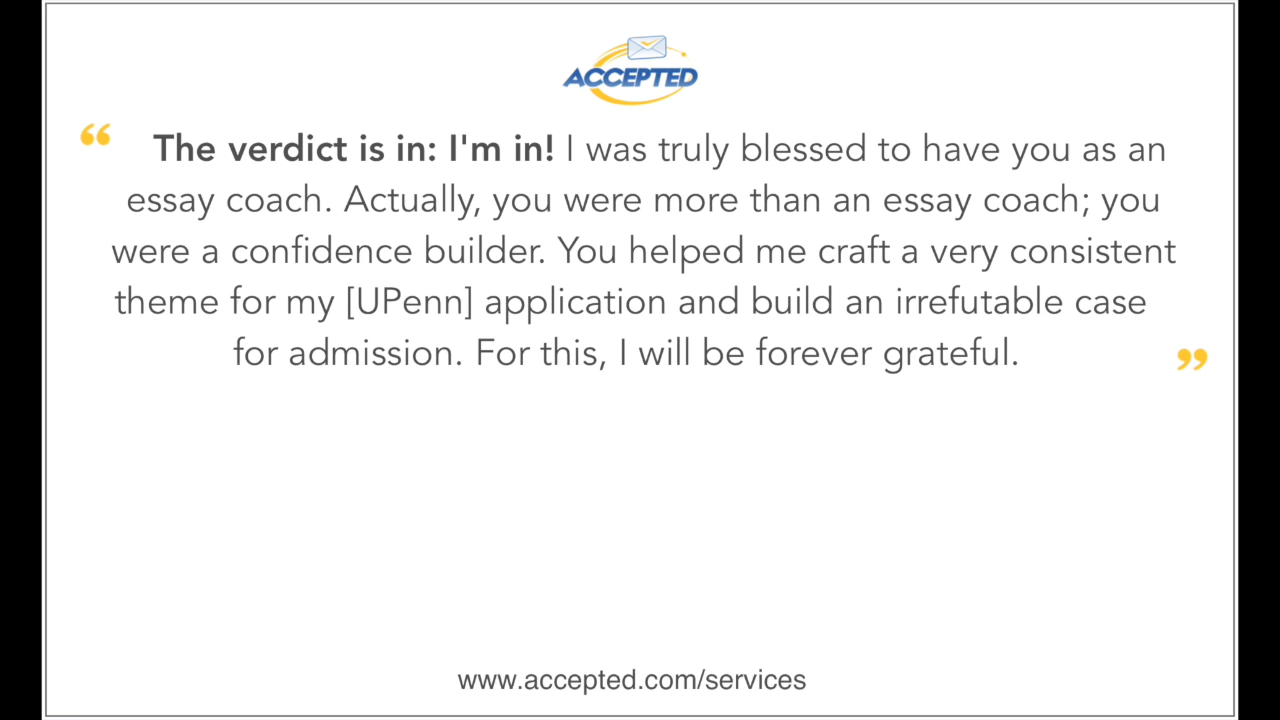 ACCEPTED
“ The verdict is in: I'm in! I was truly blessed to have you as an
essay coach. Actually, you were more than an essay coach; you
were a confidence builder. You helped me craft a very consistent
theme for my [UPenn] application and build an irrefutable case
for admission. For this, I will be forever grateful. ”
www.accepted.com/services